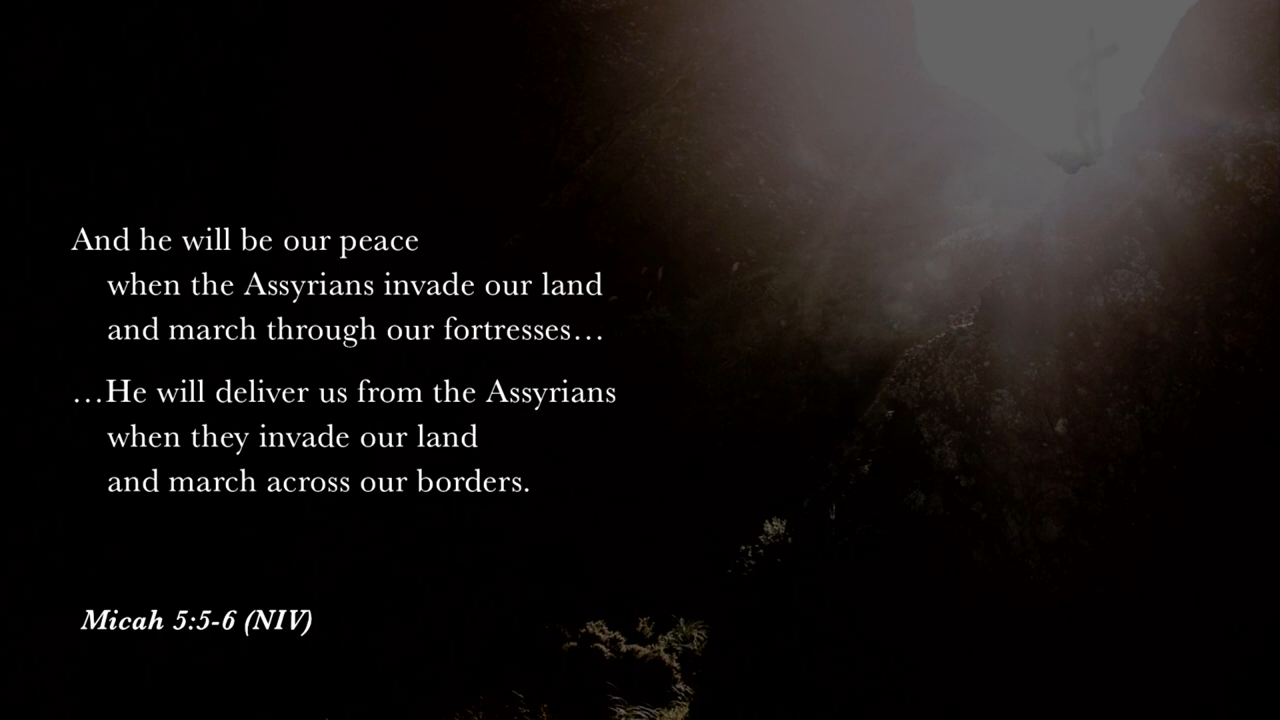 And he will be our peace
when the Assyrians invade our land
and march through our fortresses…
…He will deliver us from the Assyrians
when they invade our land
and march across our borders.
Micah 5:5-6 (NIV)